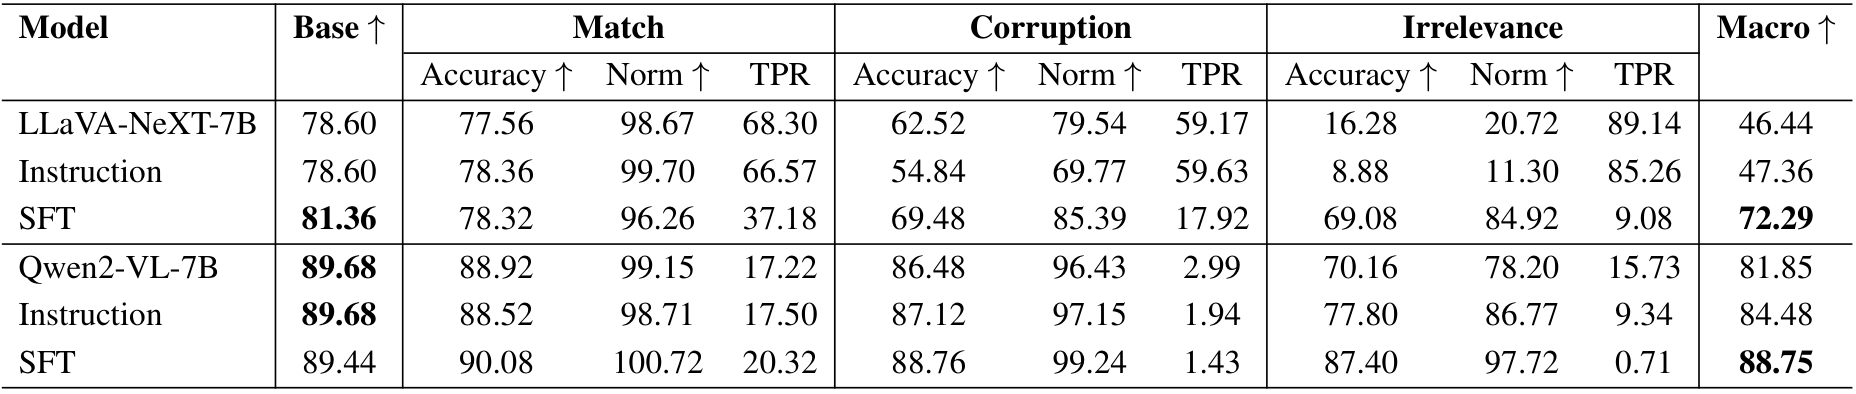 Model Base ↑ Match Corruption Irrelevance Macro ↑
Accuracy ↑ Norm ↑ TPR Accuracy ↑ Norm ↑ TPR Accuracy ↑ Norm ↑ TPR
LLaVA-NeXT-7B 78.60 77.56 98.67 68.30 62.52 79.54 59.17 16.28 20.72 89.14 46.44
Instruction 78.60 78.36 99.70 66.57 54.84 69.77 59.63 8.88 11.30 85.26 47.36
SFT 81.36 78.32 96.26 37.18 69.48 85.39 17.92 69.08 84.92 9.08 72.29
Qwen2-VL-7B 89.68 88.92 99.15 17.22 86.48 96.43 2.99 70.16 78.20 15.73 81.85
Instruction 89.68 88.52 98.71 17.50 87.12 97.15 1.94 77.80 86.77 9.34 84.48
SFT 89.44 90.08 100.72 20.32 88.76 99.24 1.43 87.40 97.72 0.71 88.75